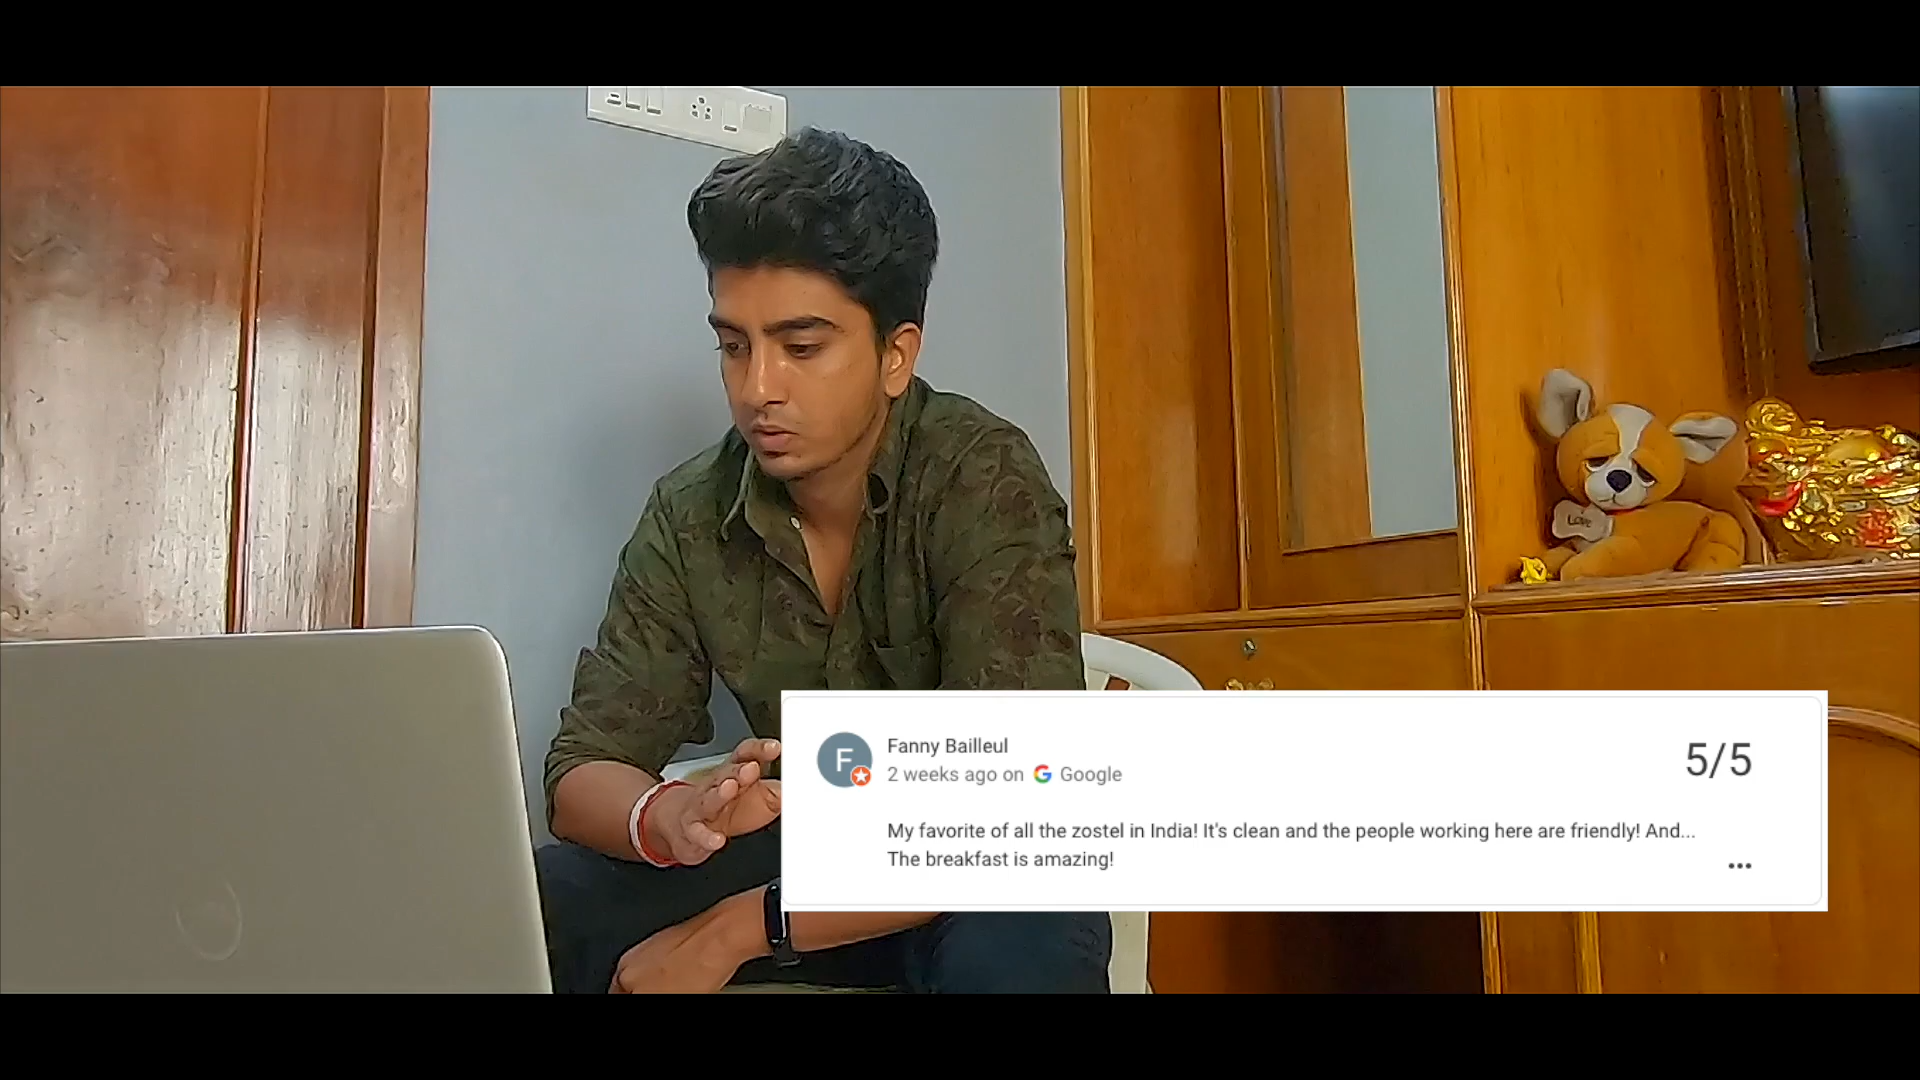 Love
F
Fanny Bailleul
2 weeks ago on G Google
5/5
My favorite of all the zostel in India! It's clean and the people working here are friendly! And...
The breakfast is amazing!